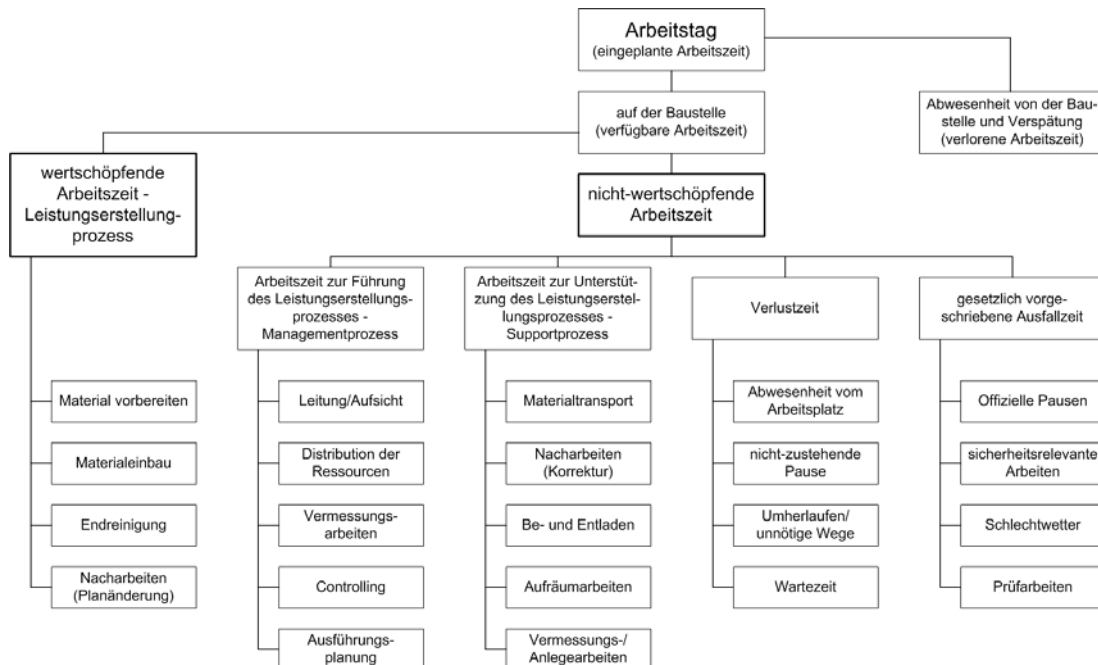 Arbeitstag
(eingeplante Arbeitszeit)
auf der Baustelle
(verfügbare Arbeitszeit)
Abwesenheit von der Bau-
stelle und Verspätung
(verlorene Arbeitszeit)
wertschöpfende
Arbeitszeit -
Leistungserstellung-
prozess
nicht-wertschöpfende
Arbeitszeit
Arbeitszeit zur Führung
des Leistungserstellungs-
prozesses -
Managementprozess
Arbeitszeit zur Unterstüt-
zung des Leistungserstel-
lungsprozesses -
Supportprozess
Verlustzeit
gesetzlich vorge-
schriebene Ausfallzeit
Material vorbereiten
Materialeinbau
Endreinigung
Nacharbeiten
(Planänderung)
Leitung/Aufsicht
Distribution der
Ressourcen
Vermessungs-
arbeiten
Controlling
Ausführungs-
planung
Materialtransport
Nacharbeiten
(Korrektur)
Be- und Entladen
Aufräumarbeiten
Vermessungs-/
Anlegearbeiten
Abwesenheit vom
Arbeitsplatz
nicht-zustehende
Pause
Umherlaufen/
unnötige Wege
Wartezeit
Offizielle Pausen
sicherheitsrelevante
Arbeiten
Schlechtwetter
Prüfarbeiten